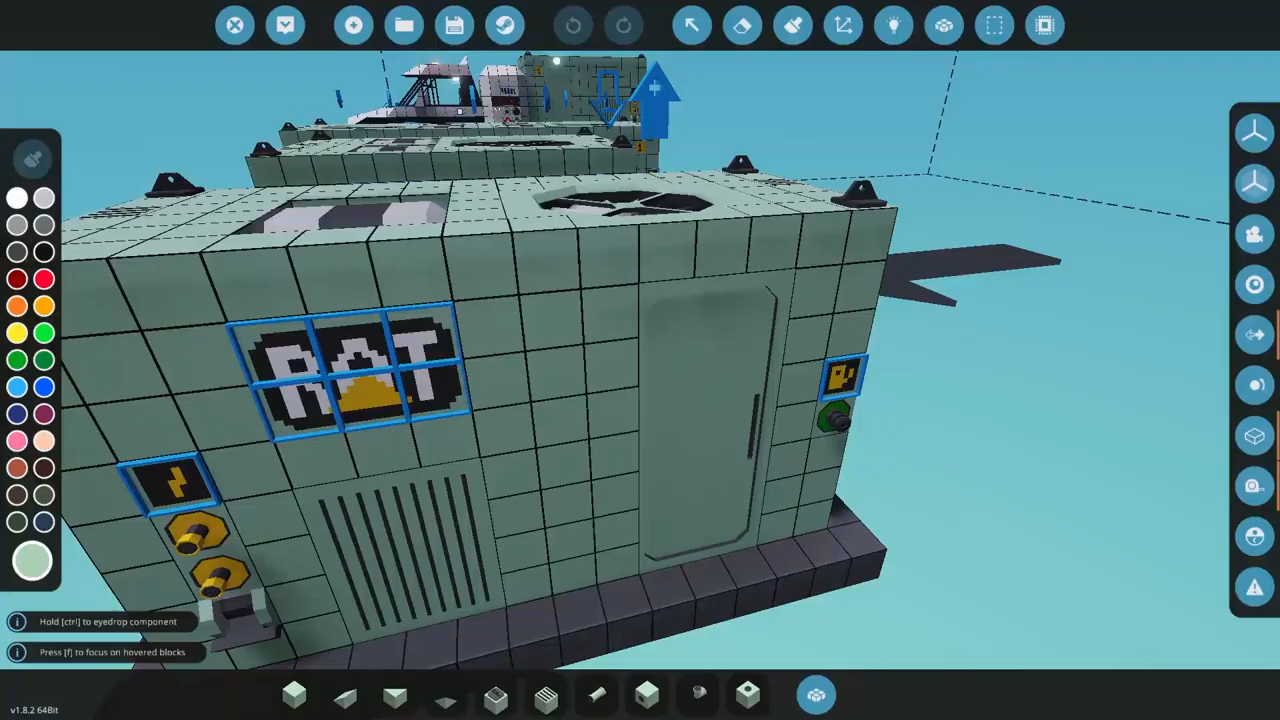 RAT
Hold [ctrl] to eyedrop component
Press [f] to focus on hovered blocks
v1.8.2 64Bit